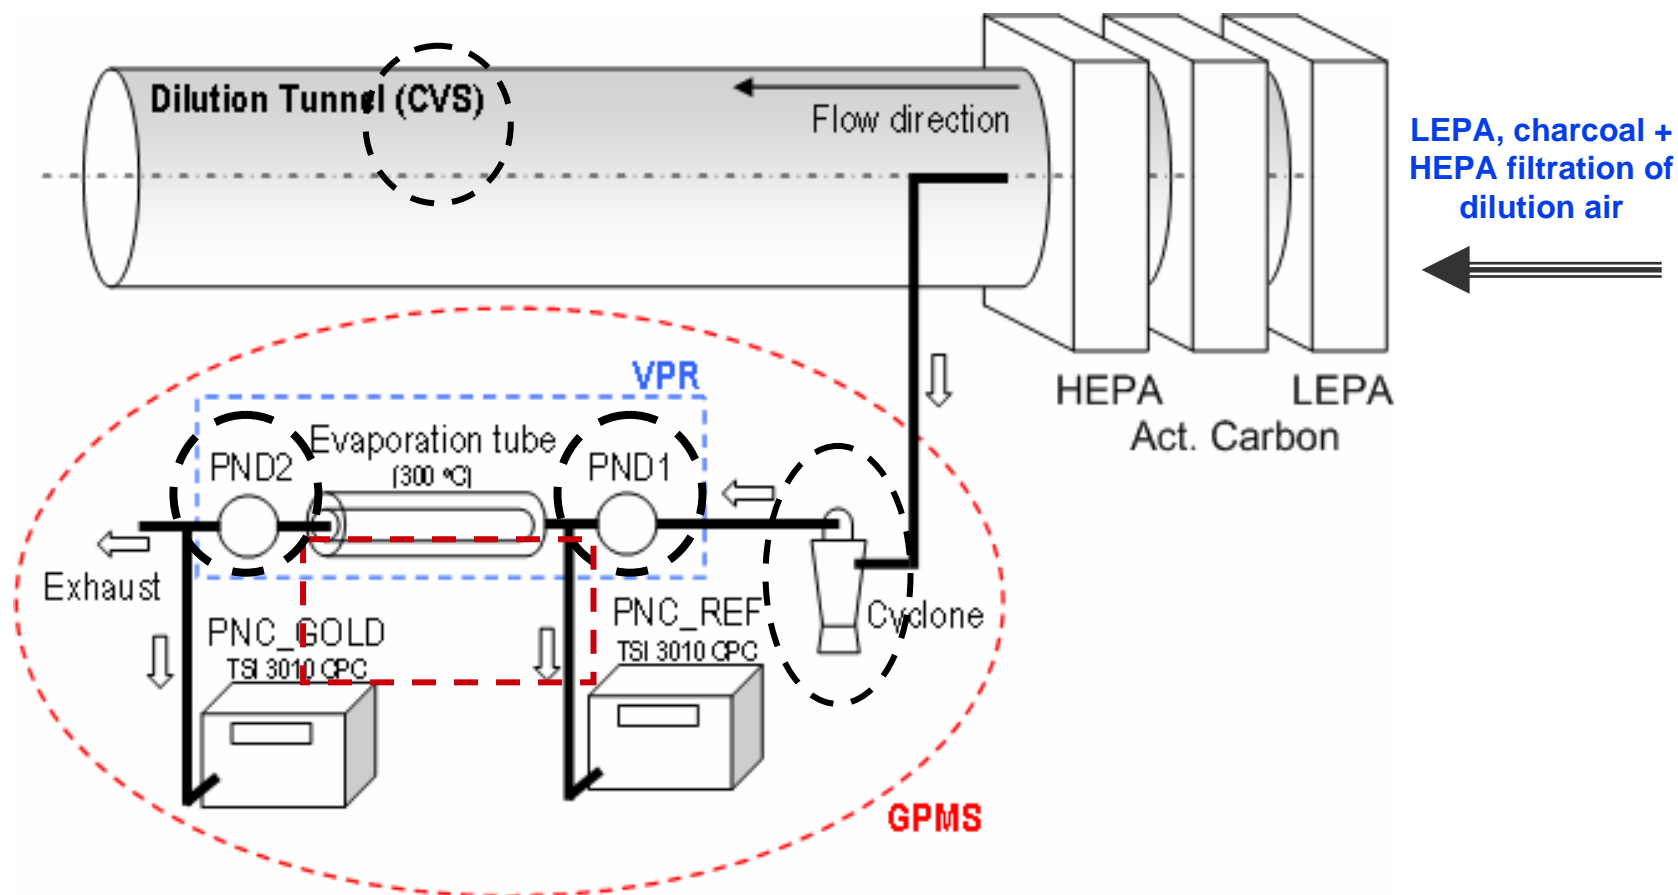 Dilution Tunnel (CVS)
Flow direction
LEPA, charcoal +
HEPA filtration of
dilution air
HEPA
LEPA
Act. Carbon
VPR
Evaporation tube
(300 ºC)
PND2
PND1
Exhaust
Cyclone
PNC_GOLD
TSI 3010 CPC
PNC_REF
TSI 3010 CPC
GPMS